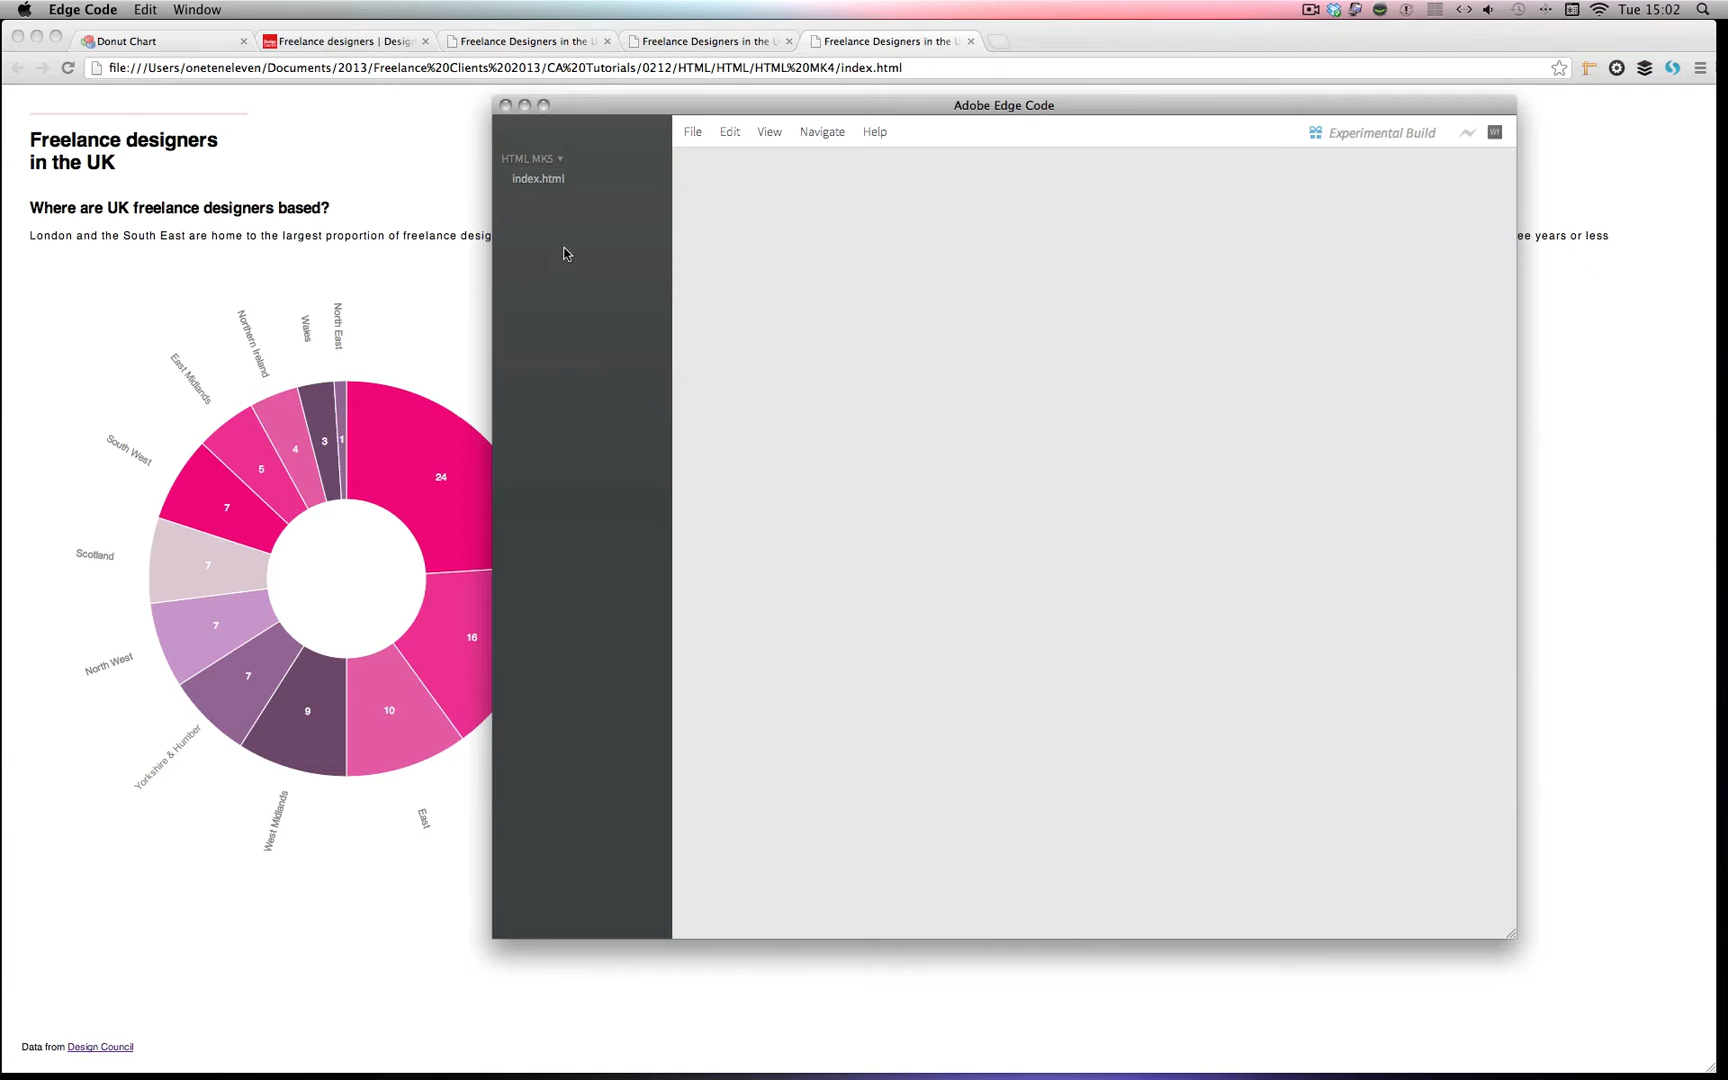 Edge Code Edit Window Tue 15:02
Donut Chart Freelance designers | Desig Freelance Designers in the U Freelance Designers in the U Freelance Designers in the U
file:///Users/oneteneleven/Documents/2013/Freelance%20Clients%202013/CA%20Tutorials/0212/HTML/HTML/HTML%20MK4/index.html
Adobe Edge Code
File Edit View Navigate Help Experimental Build Wf
HTML MK5
index.html
Freelance designers
in the UK
Where are UK freelance designers based?
London and the South East are home to the largest proportion of freelance desig
ee years or less
North East
Wales
Northern Ireland
East Midlands
South West
Scotland
North West
Yorkshire & Humber
West Midlands
East
24
16
10
9
7
7
7
7
5
4
3
1
Data from Design Council